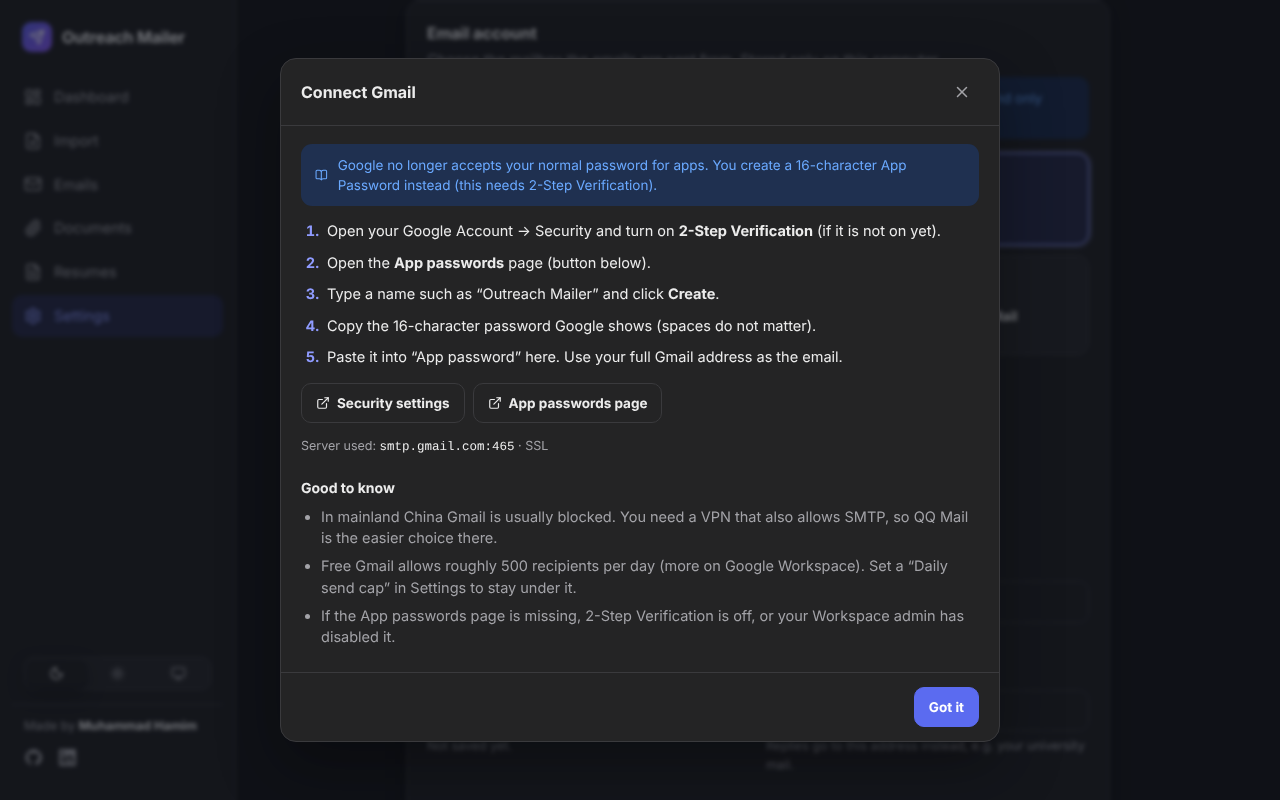 Outreach Mailer
Dashboard
Import
Emails
Documents
Resumes
Settings
Made by Muhammad Hamim
Email account
Connect Gmail
Google no longer accepts your normal password for apps. You create a 16-character App
Password instead (this needs 2-Step Verification).
1. Open your Google Account → Security and turn on 2-Step Verification (if it is not on yet).
2. Open the App passwords page (button below).
3. Type a name such as “Outreach Mailer” and click Create.
4. Copy the 16-character password Google shows (spaces do not matter).
5. Paste it into “App password” here. Use your full Gmail address as the email.
Security settings
App passwords page
Server used: smtp.gmail.com:465 · SSL
Good to know
• In mainland China Gmail is usually blocked. You need a VPN that also allows SMTP, so QQ Mail
is the easier choice there.
• Free Gmail allows roughly 500 recipients per day (more on Google Workspace). Set a “Daily
send cap” in Settings to stay under it.
• If the App passwords page is missing, 2-Step Verification is off, or your Workspace admin has
disabled it.
Got it
Not saved yet.
Replies go to this address instead, e.g. your university
mail.